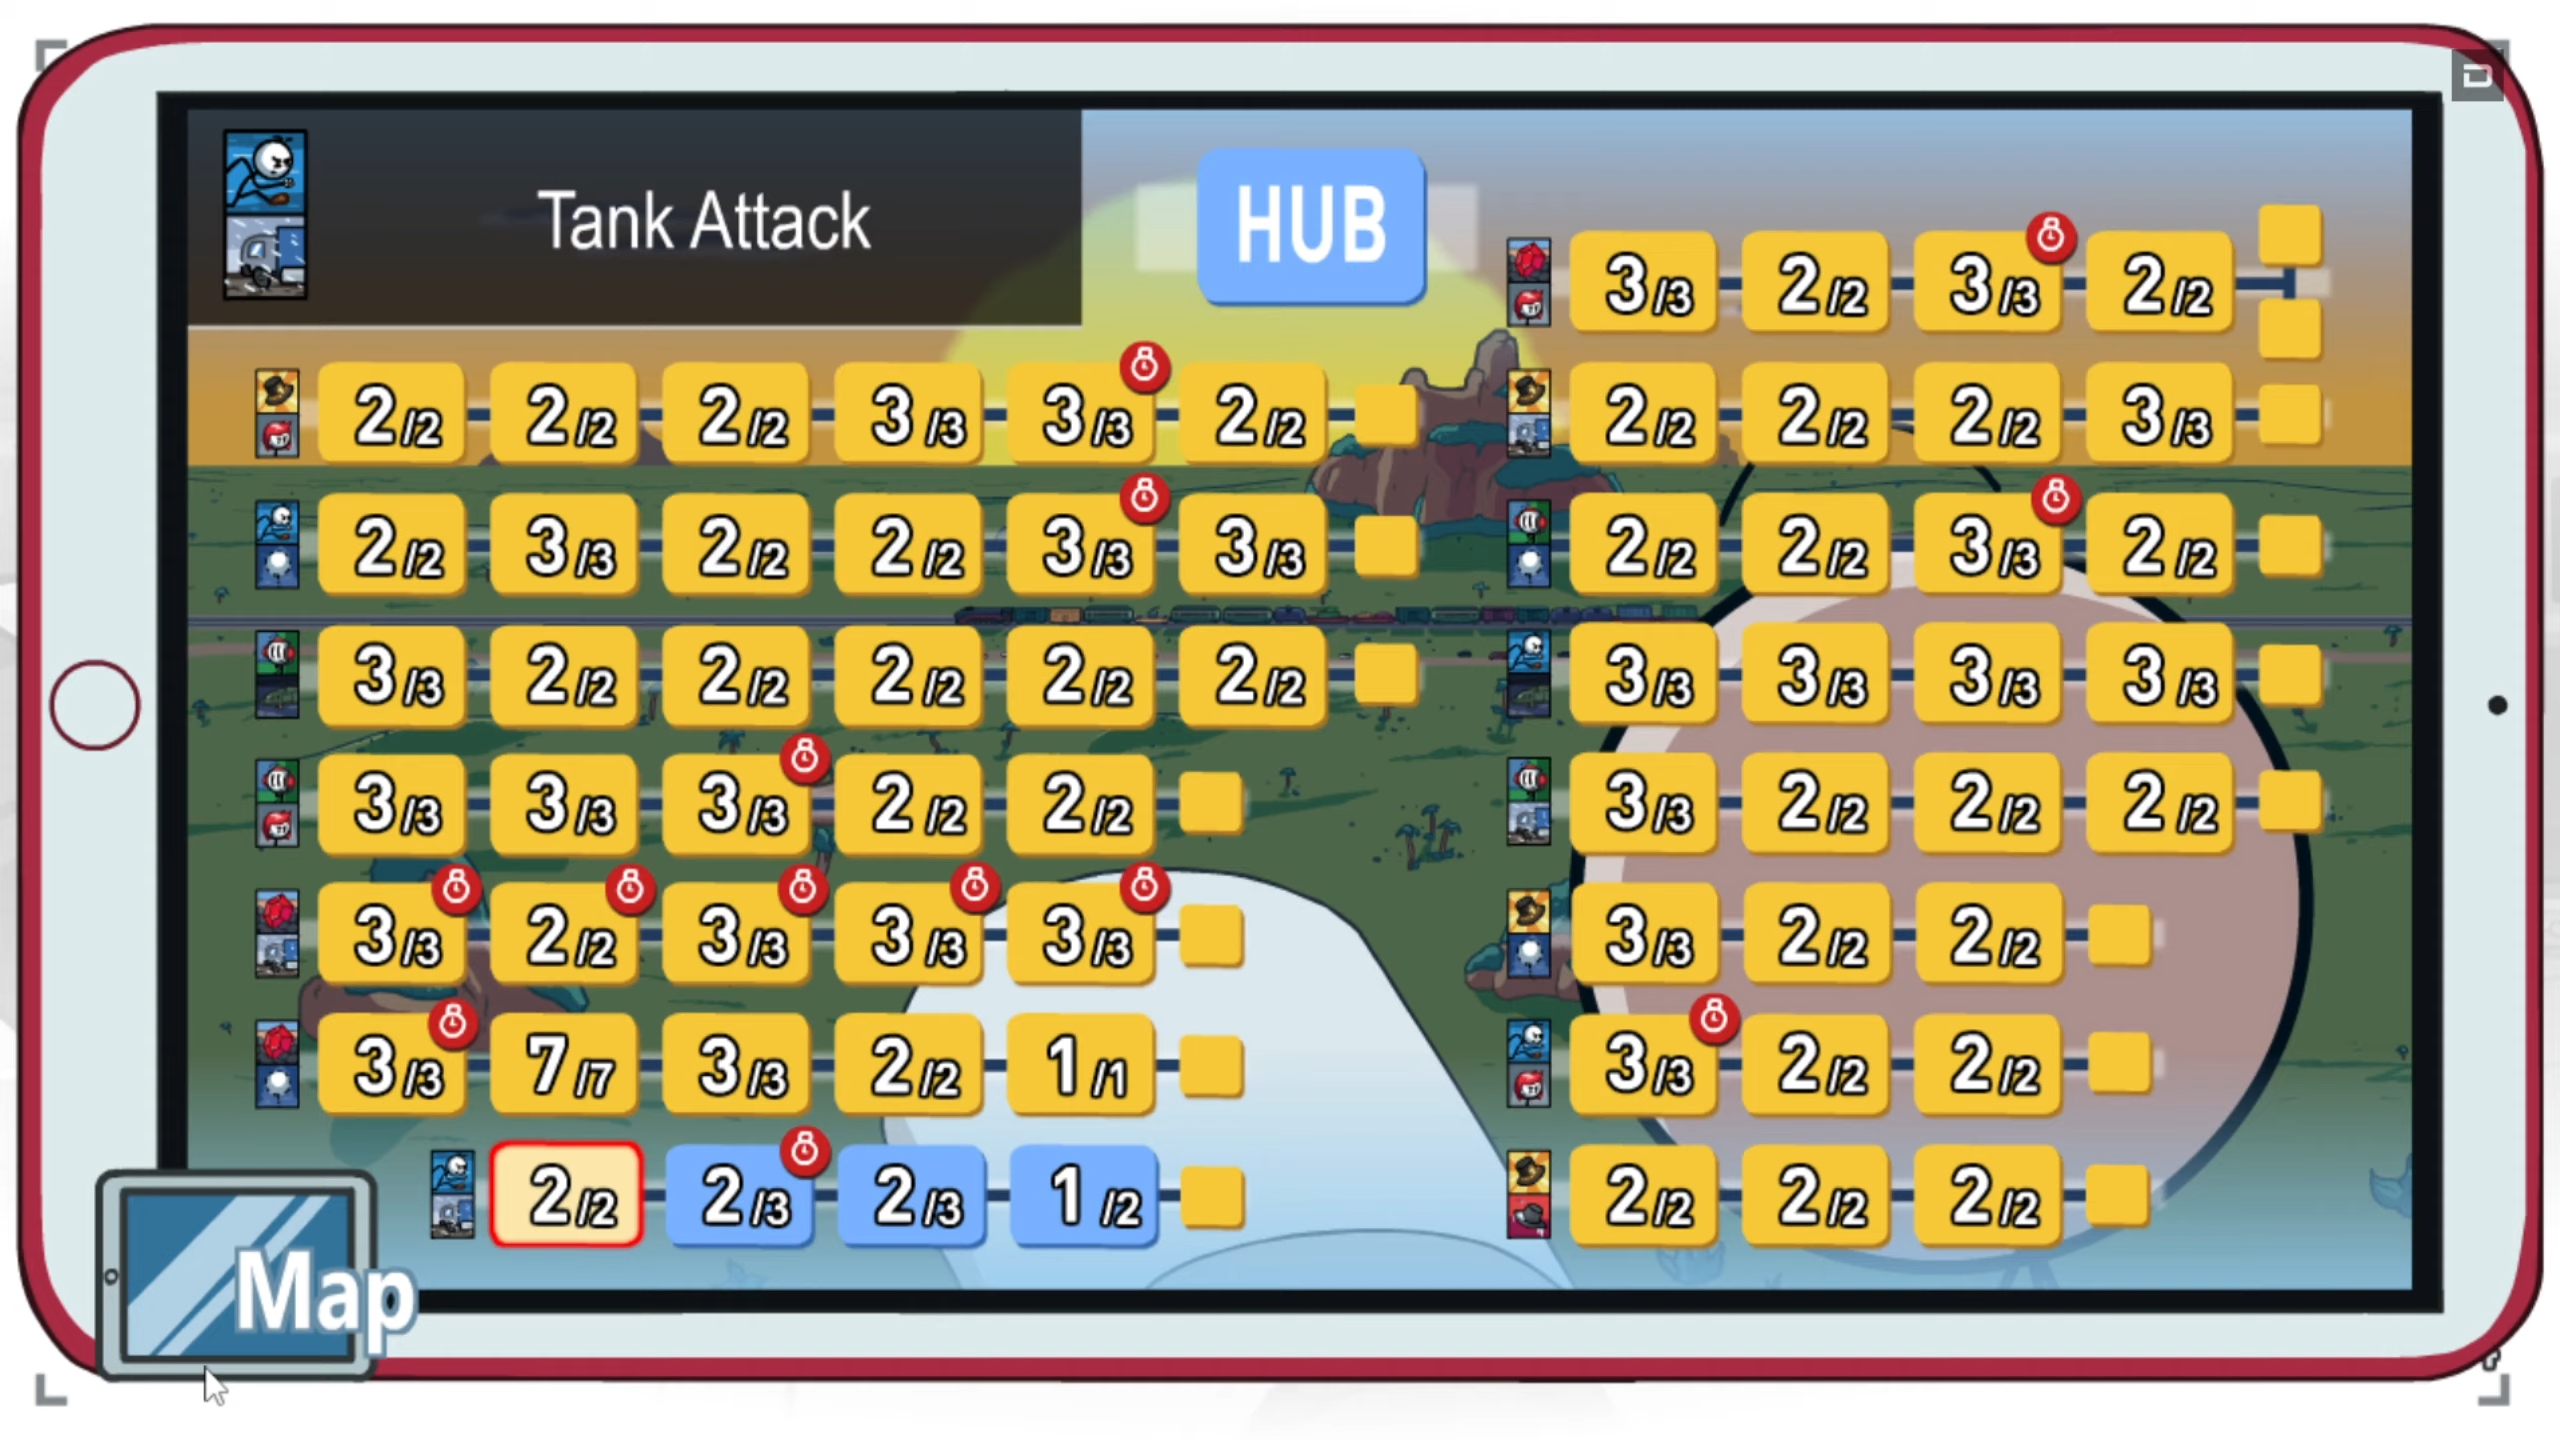 Tank Attack
HUB
3/3 2/2 3/3 2/2
2/2 2/2 2/2 3/3 3/3 2/2
2/2 2/2 2/2 3/3
2/2 3/3 2/2 2/2 3/3 3/3
2/2 2/2 3/3 2/2
3/3 2/2 2/2 2/2 2/2 2/2
3/3 3/3 3/3 3/3
3/3 3/3 3/3 2/2 2/2
3/3 2/2 2/2 2/2
3/3 2/2 3/3 3/3 3/3
3/3 2/2 2/2
3/3 7/7 3/3 2/2 1/1
3/3 2/2 2/2
2/2 2/3 2/3 1/2
2/2 2/2 2/2
Map